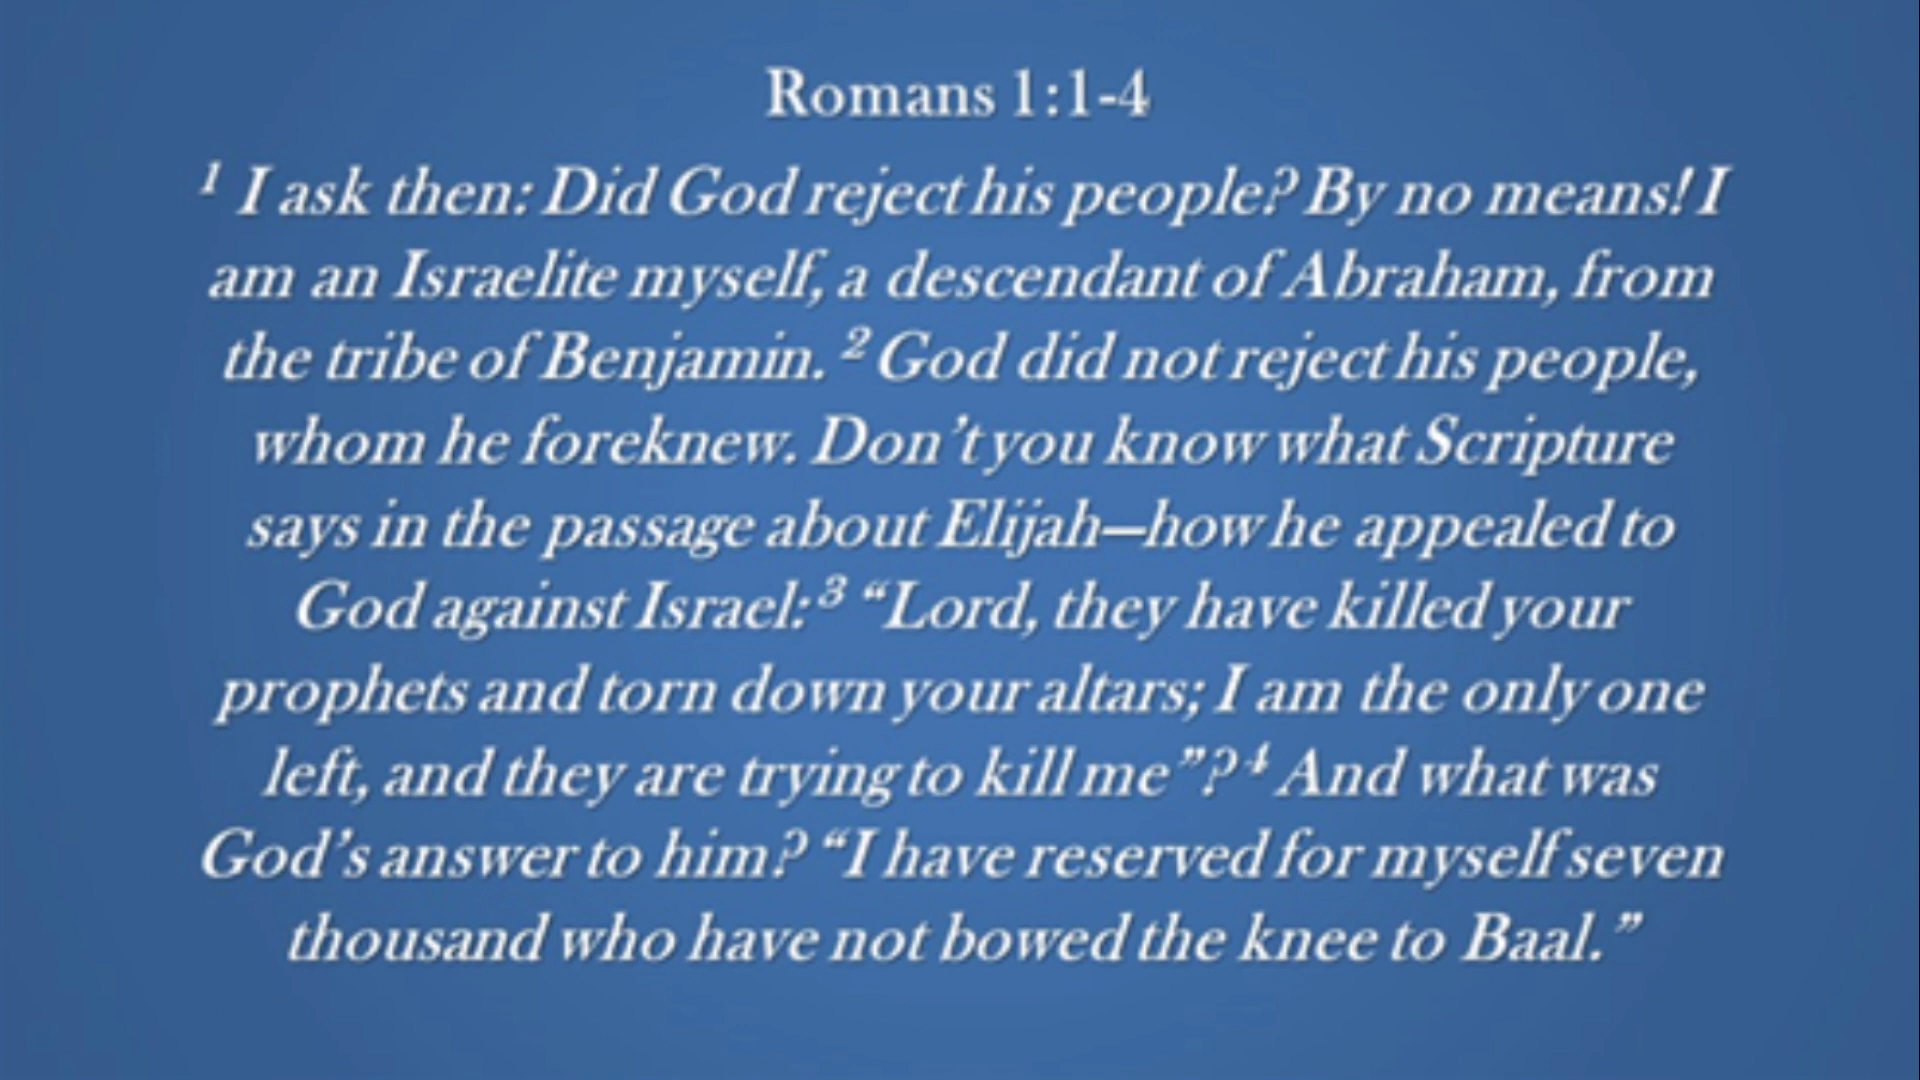 Romans 1:1-4
1 I ask then: Did God reject his people? By no means! I
am an Israelite myself, a descendant of Abraham, from
the tribe of Benjamin. 2 God did not reject his people,
whom he foreknew. Don’t you know what Scripture
says in the passage about Elijah—how he appealed to
God against Israel: 3 “Lord, they have killed your
prophets and torn down your altars; I am the only one
left, and they are trying to kill me”? 4 And what was
God’s answer to him? “I have reserved for myself seven
thousand who have not bowed the knee to Baal.”